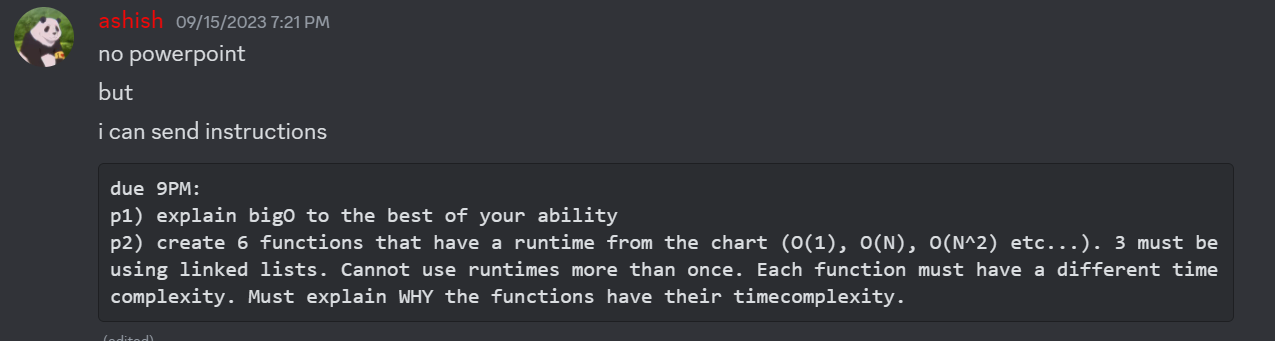 ashish 09/15/2023 7:21 PM
no powerpoint
but
i can send instructions
due 9PM:
p1) explain bigO to the best of your ability
p2) create 6 functions that have a runtime from the chart (O(1), O(N), O(N^2) etc...). 3 must be
using linked lists. Cannot use runtimes more than once. Each function must have a different time
complexity. Must explain WHY the functions have their timecomplexity.
(edited)